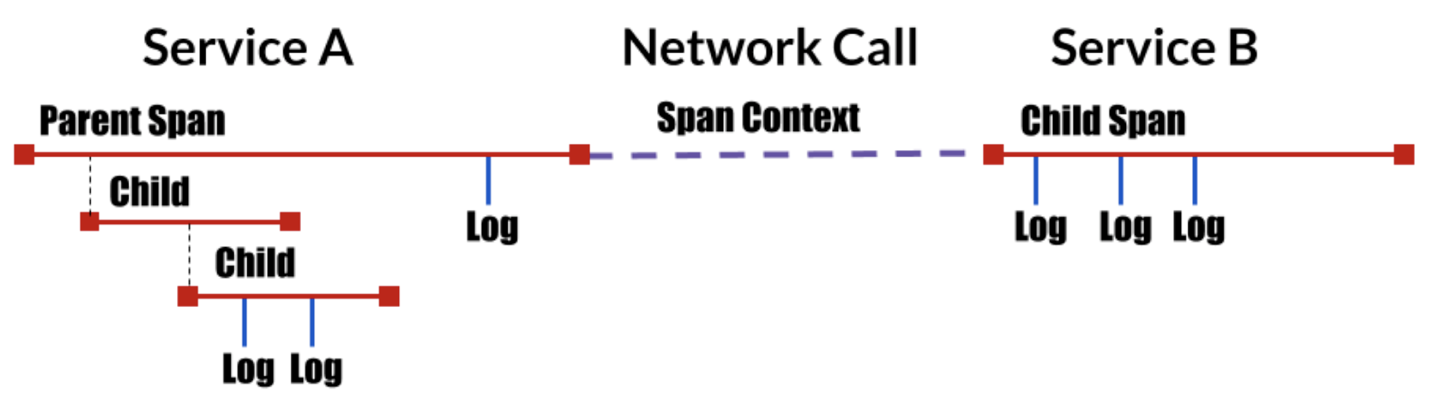 Service A
Network Call
Service B
Parent Span
Span Context
Child Span
Child
Log
Log
Log
Log
Child
Log
Log